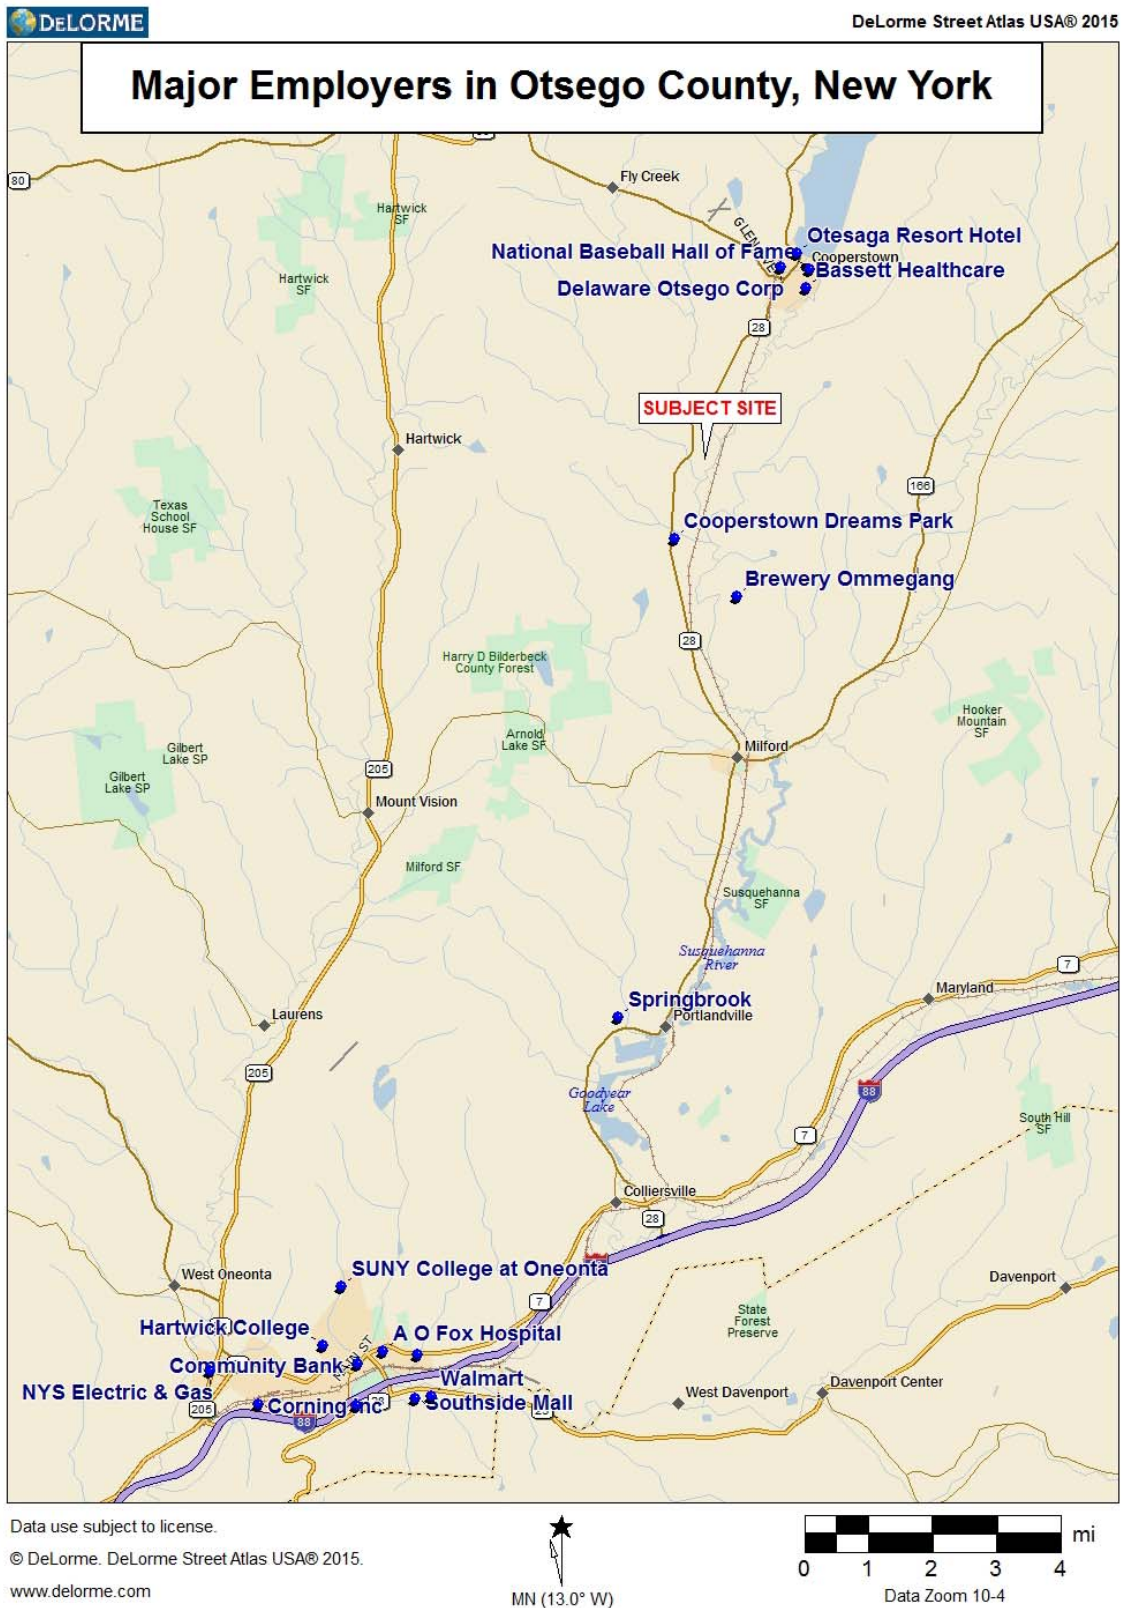 DELORME
DeLorme Street Atlas USA® 2015
Major Employers in Otsego County, New York
80
Fly Creek
Hartwick
SF
Otesaga Resort Hotel
National Baseball Hall of Fame
Cooperstown
Bassett Healthcare
Hartwick
SF
Delaware Otsego Corp
28
SUBJECT SITE
Hartwick
166
Texas
School
House SF
Cooperstown Dreams Park
Brewery Ommegang
28
Harry D Bilderbeck
County Forest
Hooker
Mountain
SF
Arnold
Lake SF
Milford
Gilbert
Lake SP
Gilbert
Lake SP
205
Mount Vision
Milford SF
Susquehanna
SF
Susquehanna
River
7
Maryland
Springbrook
Portlandville
Laurens
205
Goodyear
Lake
88
South Hill
SF
7
Colliersville
28
SUNY College at Oneonta
West Oneonta
Davenport
7
State
Forest
Preserve
Hartwick College
A O Fox Hospital
MAIN ST
Community Bank
Walmart
NYS Electric & Gas
Corning Inc
Southside Mall
West Davenport
Davenport Center
205
88
28
Data use subject to license.
© DeLorme. DeLorme Street Atlas USA® 2015.
www.delorme.com
MN (13.0° W)
mi
0 1 2 3 4
Data Zoom 10-4